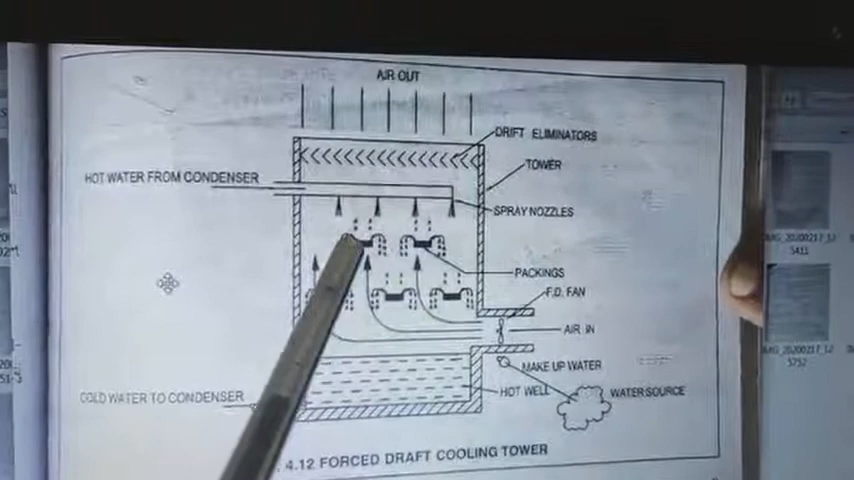 AIR OUT
DRIFT ELIMINATORS
TOWER
HOT WATER FROM CONDENSER
SPRAY NOZZLES
PACKINGS
F.D. FAN
AIR IN
MAKE UP WATER
HOT WELL
WATER SOURCE
COLD WATER TO CONDENSER
4.12 FORCED DRAFT COOLING TOWER